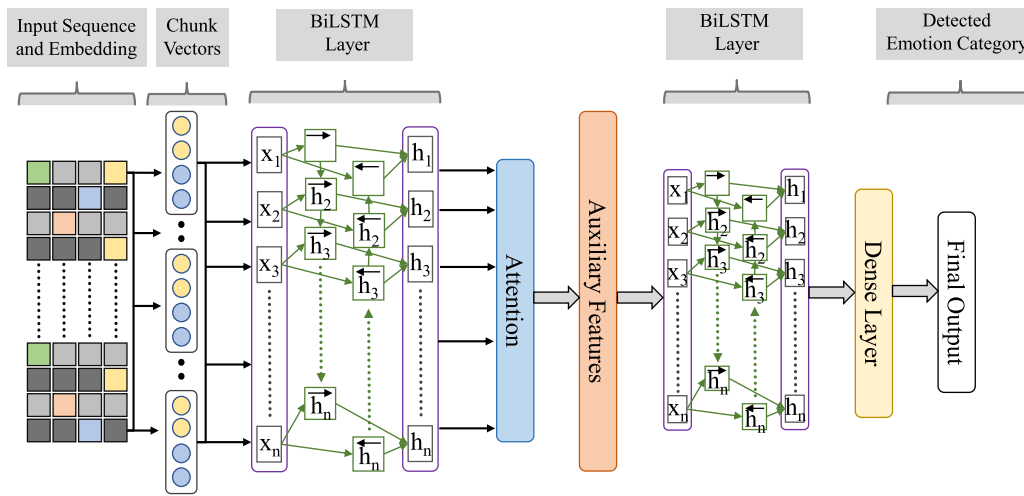 Input Sequence
and Embedding
Chunk
Vectors
BiLSTM
Layer
BiLSTM
Layer
Detected
Emotion Category
x1
x2
x3
xn
h2
h3
hn
h2
h3
hn
h1
h2
h3
hn
Attention
Auxiliary Features
x1
x2
x3
xn
h2
h3
hn
h2
h3
hn
h1
h2
h3
hn
Dense Layer
Final Output